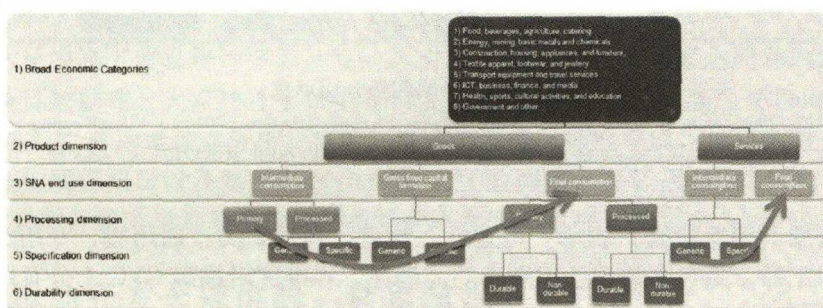 1) Food, beverages, agriculture, catering
2) Energy, mining, basic metals and chemicals
3) Construction, housing, appliances, and furniture,
4) Textile apparel, footwear, and jewlery
5) Transport equipment and travel services
6) ICT, business, finance, and media
7) Health, sports, cultural activities, and education
8) Government and other
1) Broad Economic Categories
2) Product dimension
Goods
Services
3) SNA end use dimension
Intermediate consumption
Gross fixed capital formation
Final consumption
Intermediate consumption
Final consumption
4) Processing dimension
Primary
Processed
Processed
5) Specification dimension
Specific
Generic
Generic
6) Durability dimension
Durable
Non-durable
Durable
Non-durable